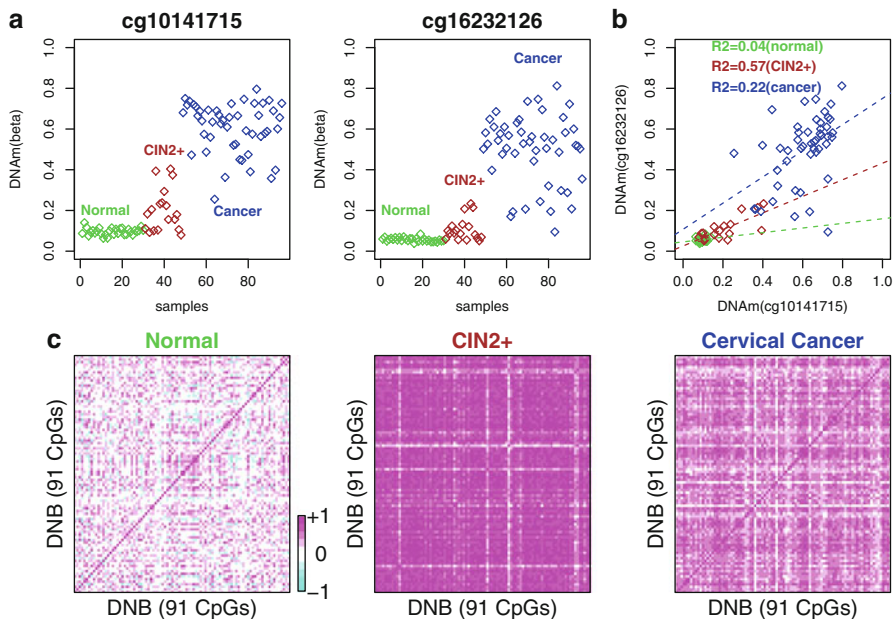 a
cg10141715
cg16232126
b
DNAm(beta)
0.0 0.2 0.4 0.6 0.8 1.0
Normal
CIN2+
Cancer
0 20 40 60 80
samples
DNAm(beta)
0.0 0.2 0.4 0.6 0.8 1.0
Normal
CIN2+
Cancer
0 20 40 60 80
samples
DNAm(cg16232126)
0.0 0.2 0.4 0.6 0.8 1.0
R2=0.04(normal)
R2=0.57(CIN2+)
R2=0.22(cancer)
0.0 0.2 0.4 0.6 0.8 1.0
DNAm(cg10141715)
c
Normal
CIN2+
Cervical Cancer
DNB (91 CpGs)
DNB (91 CpGs)
+1
0
−1
DNB (91 CpGs)
DNB (91 CpGs)
DNB (91 CpGs)
DNB (91 CpGs)